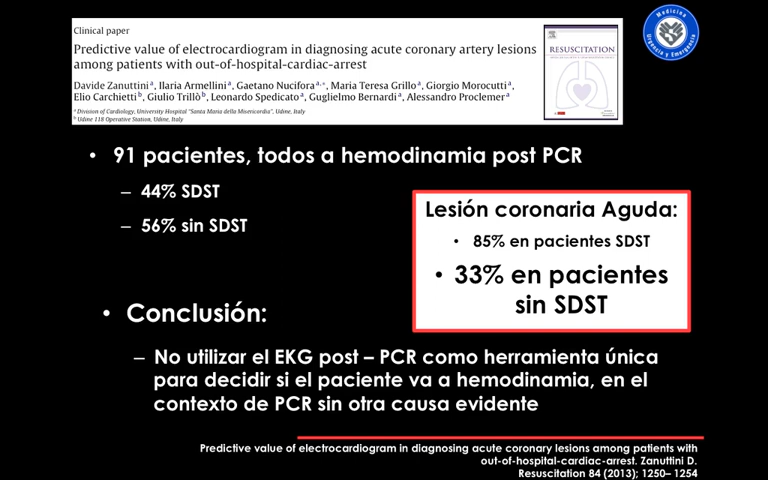 Clinical paper
Predictive value of electrocardiogram in diagnosing acute coronary artery lesions
among patients with out-of-hospital-cardiac-arrest
Davide Zanuttini a, Ilaria Armellini a, Gaetano Nucifora a,*, Maria Teresa Grillo a, Giorgio Morocutti a,
Elio Carchietti b, Giulio Trillò b, Leonardo Spedicato a, Guglielmo Bernardi a, Alessandro Proclemer a
a Division of Cardiology, University Hospital "Santa Maria della Misericordia", Udine, Italy
b Udine 118 Operative Station, Udine, Italy
RESUSCITATION
Medicina
Urgencia y Emergencia
• 91 pacientes, todos a hemodinamia post PCR
– 44% SDST
– 56% sin SDST
Lesión coronaria Aguda:
• 85% en pacientes SDST
• 33% en pacientes
sin SDST
• Conclusión:
– No utilizar el EKG post – PCR como herramienta única
para decidir si el paciente va a hemodinamia, en el
contexto de PCR sin otra causa evidente
Predictive value of electrocardiogram in diagnosing acute coronary lesions among patients with
out-of-hospital-cardiac-arrest. Zanuttini D.
Resuscitation 84 (2013); 1250– 1254